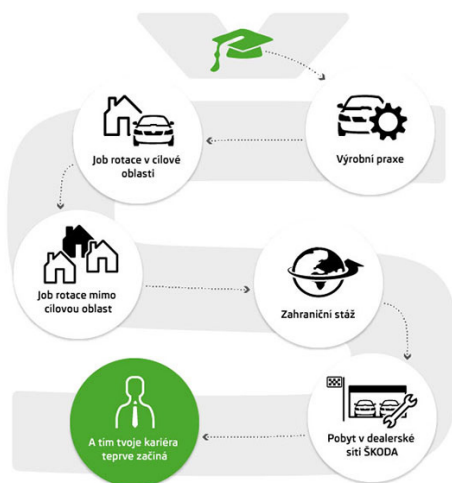 Výrobní praxe
Job rotace v cílové
oblasti
Job rotace mimo
cílovou oblast
Zahraniční stáž
Pobyt v dealerské
síti ŠKODA
A tím tvoje kariéra
teprve začíná